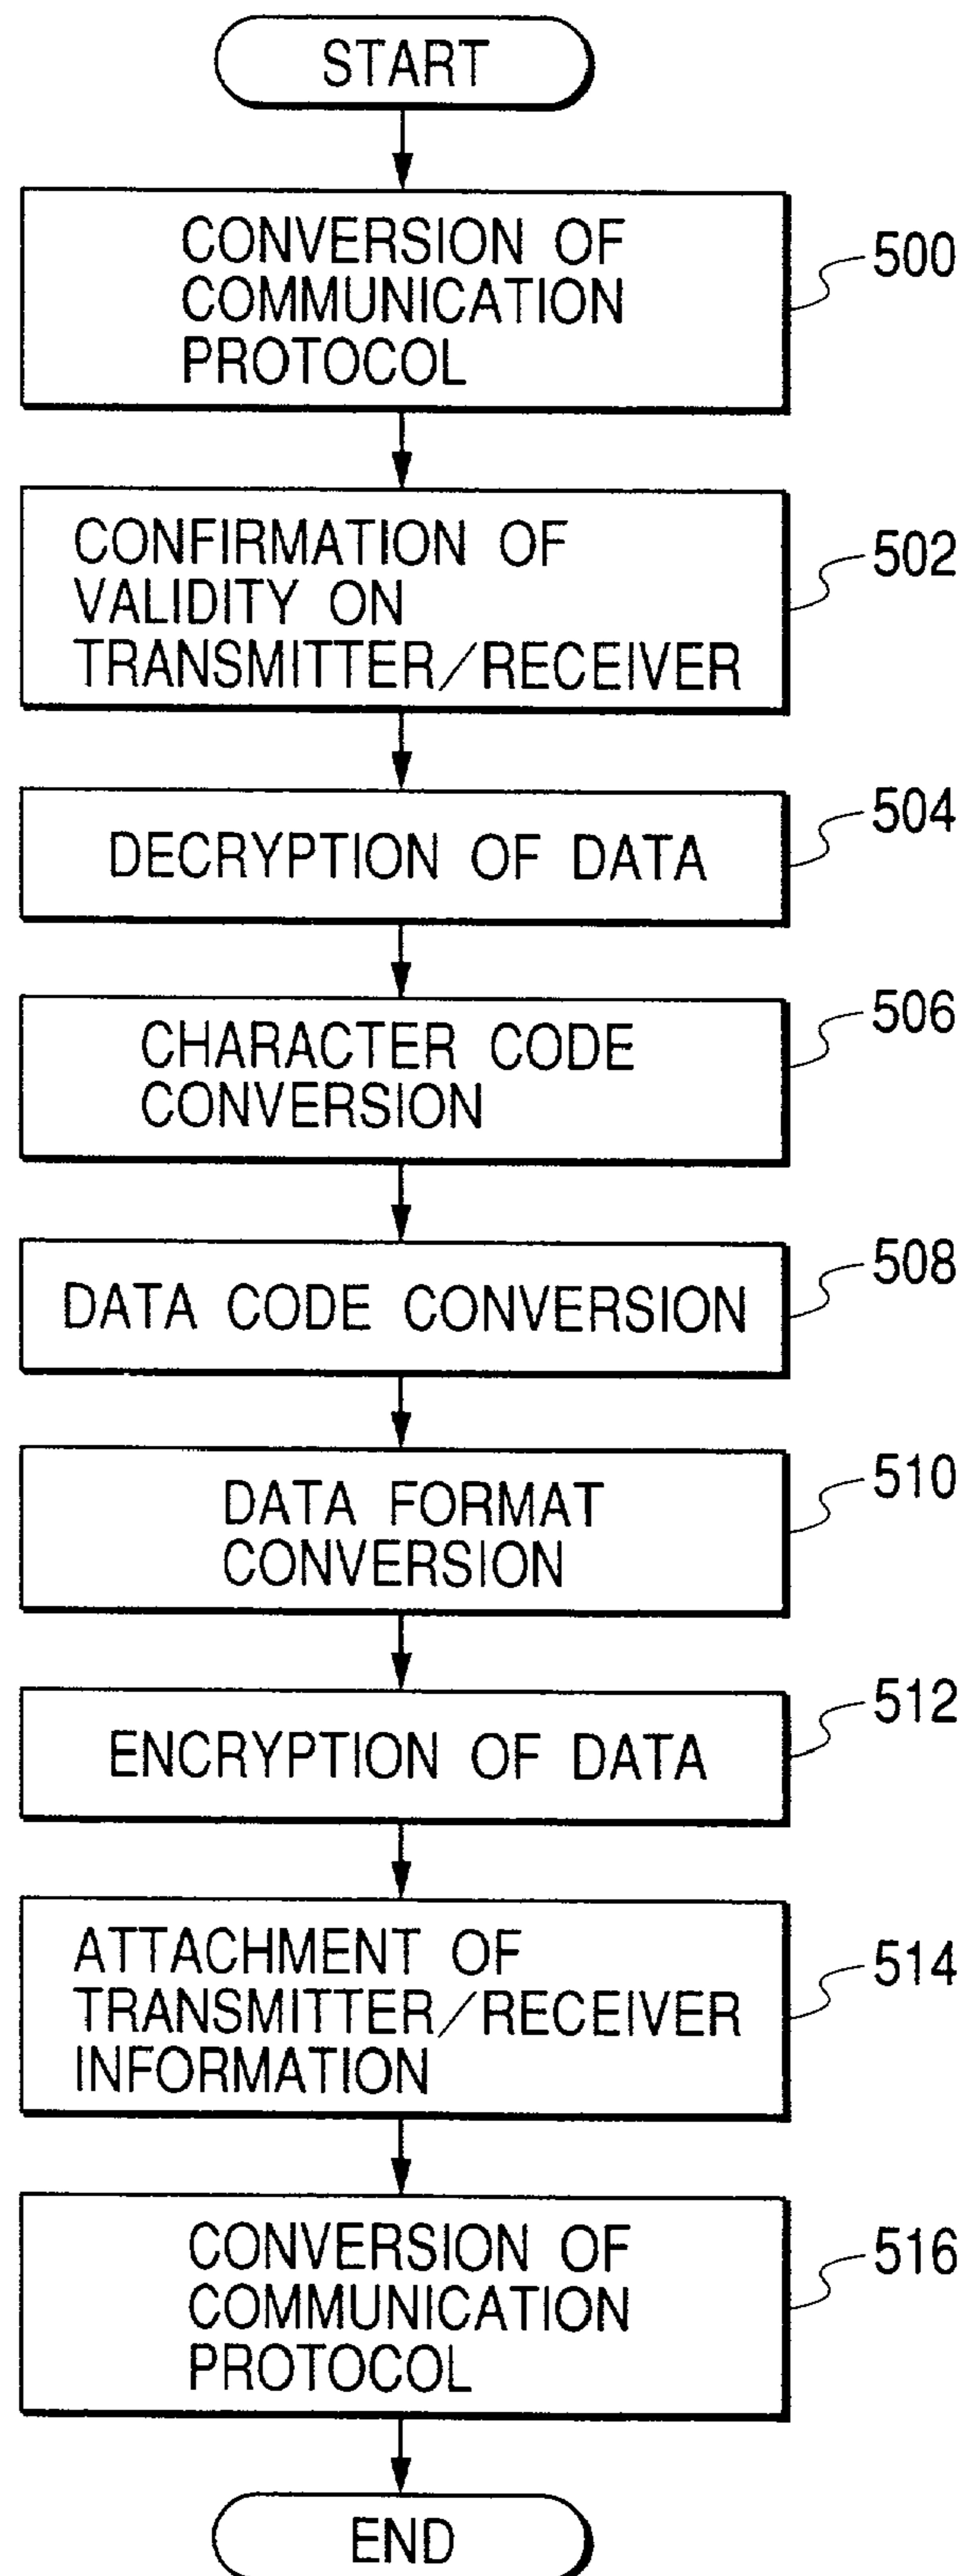 START
CONVERSION OF
COMMUNICATION
PROTOCOL
500
CONFIRMATION OF
VALIDITY ON
TRANSMITTER/RECEIVER
502
DECRYPTION OF DATA
504
CHARACTER CODE
CONVERSION
506
DATA CODE CONVERSION
508
DATA FORMAT
CONVERSION
510
ENCRYPTION OF DATA
512
ATTACHMENT OF
TRANSMITTER/RECEIVER
INFORMATION
514
CONVERSION OF
COMMUNICATION
PROTOCOL
516
END